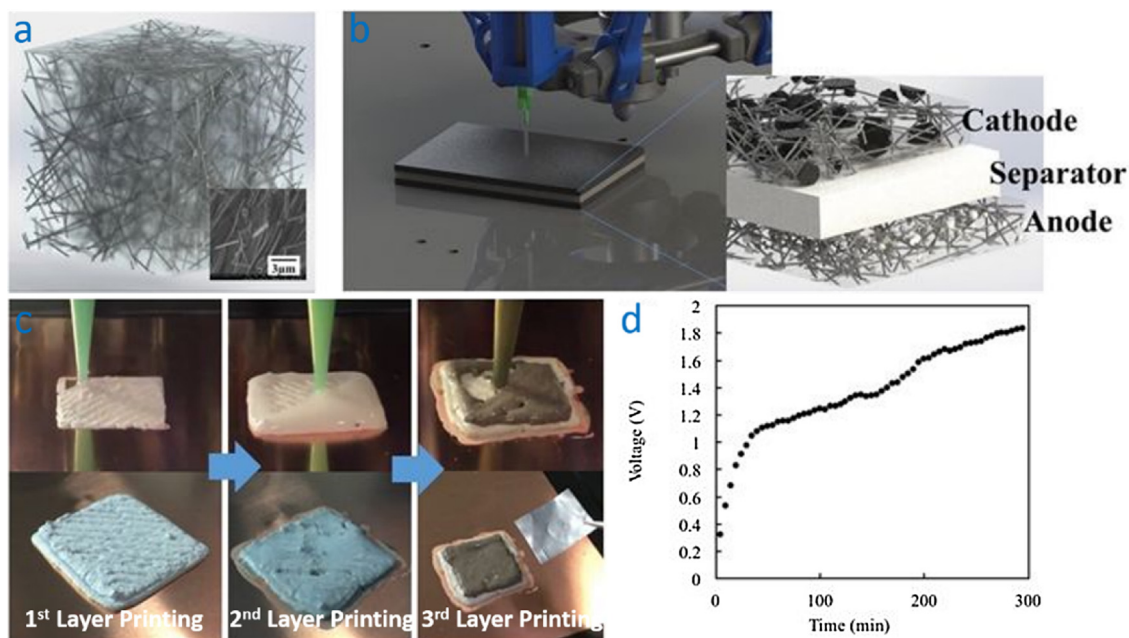 a
3μm
b
Cathode
Separator
Anode
c
1st Layer Printing
2nd Layer Printing
3rd Layer Printing
d
2
1.8
1.6
1.4
1.2
1
0.8
0.6
0.4
0.2
0
Voltage (V)
0 100 200 300
Time (min)